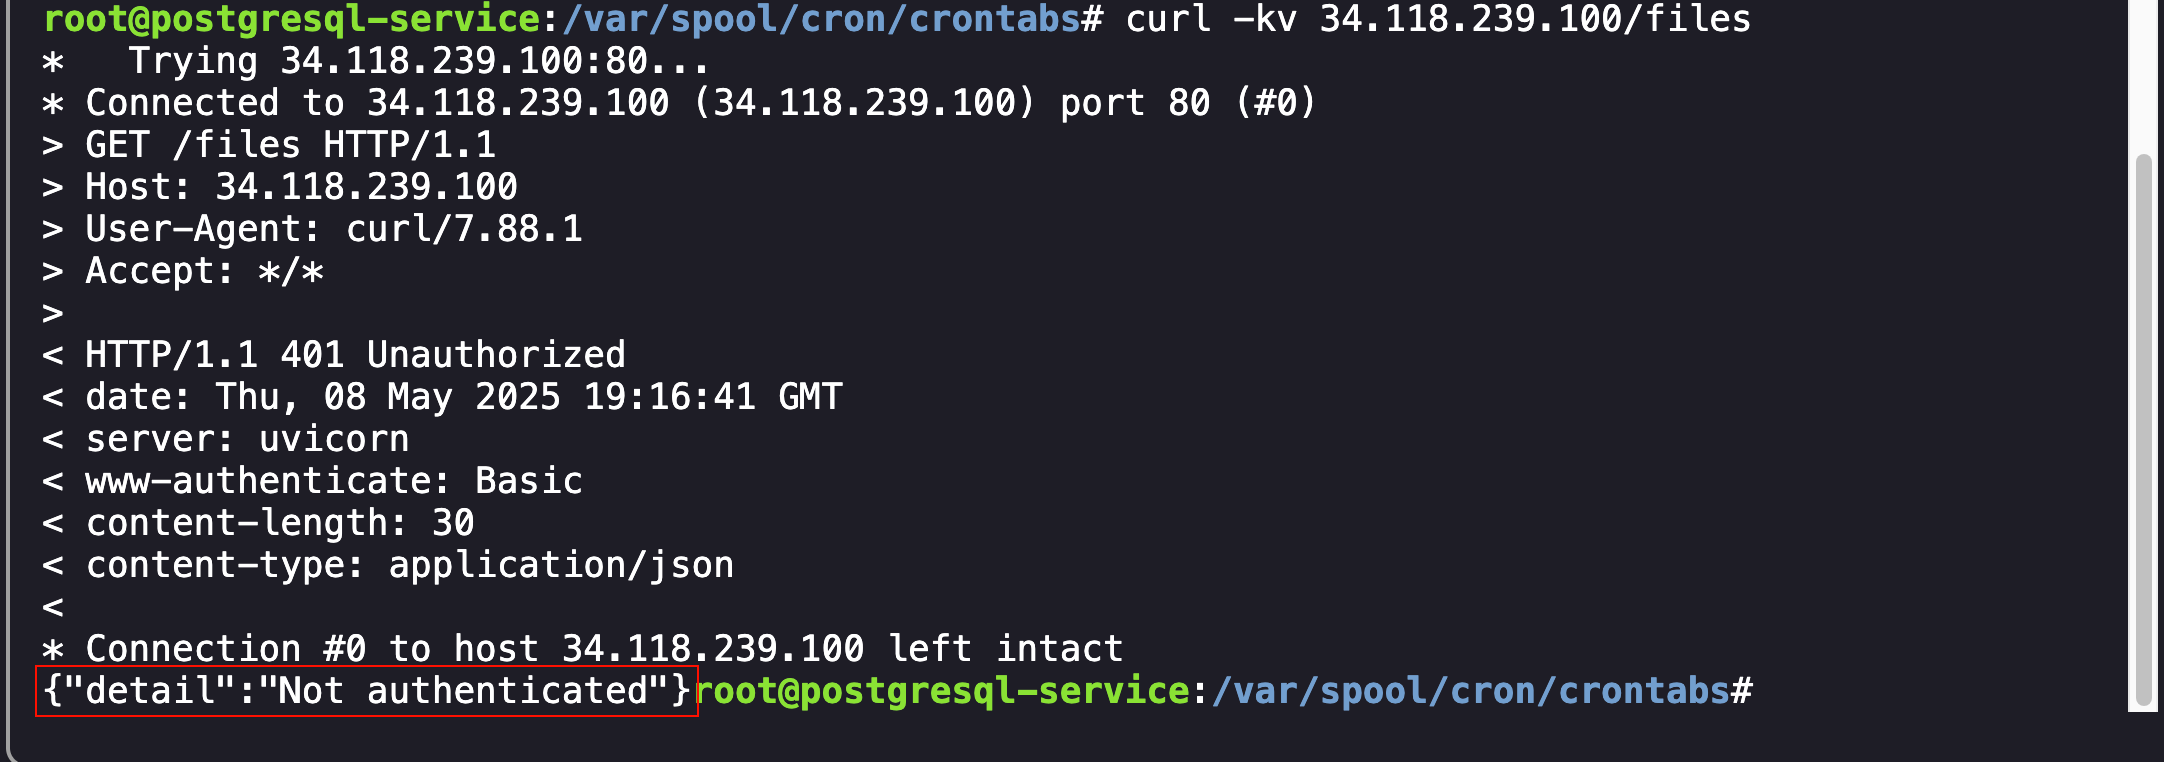 root@postgresql-service:/var/spool/cron/crontabs# curl -kv 34.118.239.100/files
*   Trying 34.118.239.100:80...
* Connected to 34.118.239.100 (34.118.239.100) port 80 (#0)
> GET /files HTTP/1.1
> Host: 34.118.239.100
> User-Agent: curl/7.88.1
> Accept: */*
>
< HTTP/1.1 401 Unauthorized
< date: Thu, 08 May 2025 19:16:41 GMT
< server: uvicorn
< www-authenticate: Basic
< content-length: 30
< content-type: application/json
<
* Connection #0 to host 34.118.239.100 left intact
{"detail":"Not authenticated"}root@postgresql-service:/var/spool/cron/crontabs#